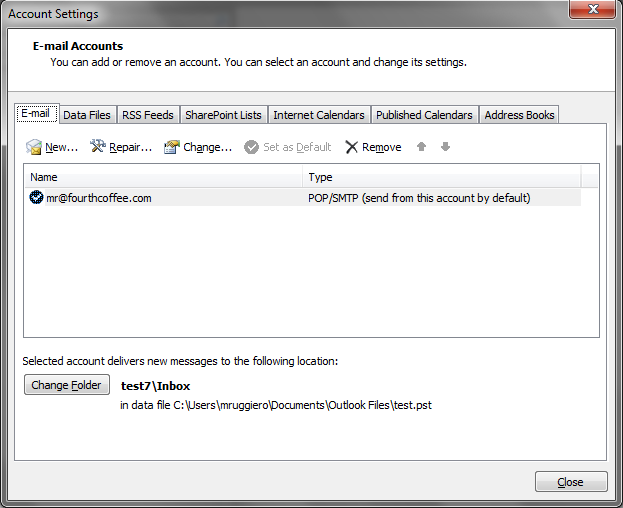 Account Settings
E-mail Accounts
You can add or remove an account. You can select an account and change its settings.
E-mail Data Files RSS Feeds SharePoint Lists Internet Calendars Published Calendars Address Books
New... Repair... Change... Set as Default Remove
Name Type
mr@fourthcoffee.com POP/SMTP (send from this account by default)
Selected account delivers new messages to the following location:
Change Folder test7\Inbox
in data file C:\Users\mruggiero\Documents\Outlook Files\test.pst
Close